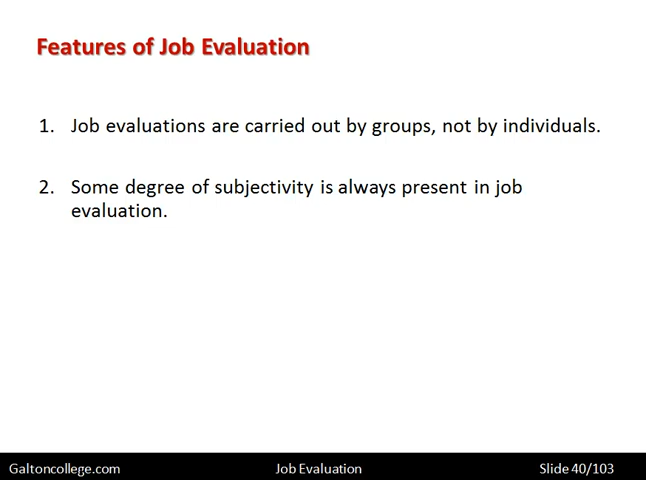 Features of Job Evaluation
1. Job evaluations are carried out by groups, not by individuals.
2. Some degree of subjectivity is always present in job
evaluation.
Galtoncollege.com Job Evaluation Slide 40/103